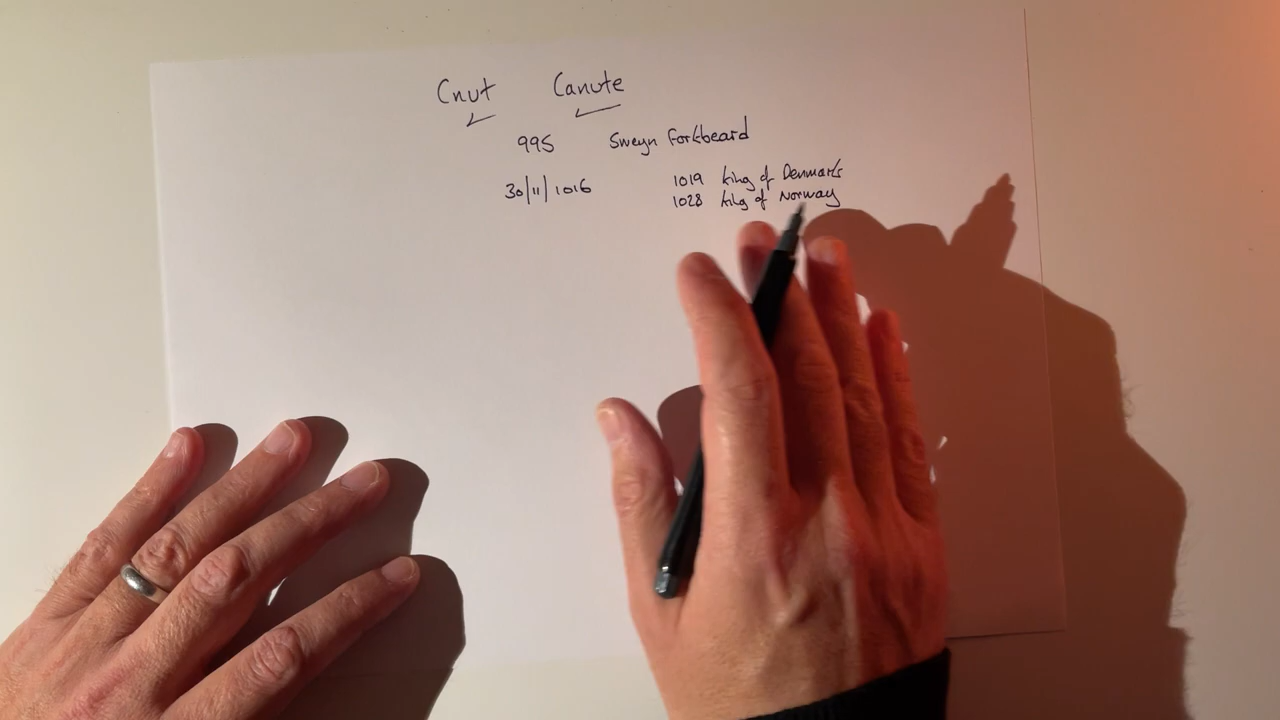 Cnut Canute
995 Sweyn Forkbeard
30/11/1016 1019 King of Denmark
1028 King of Norway